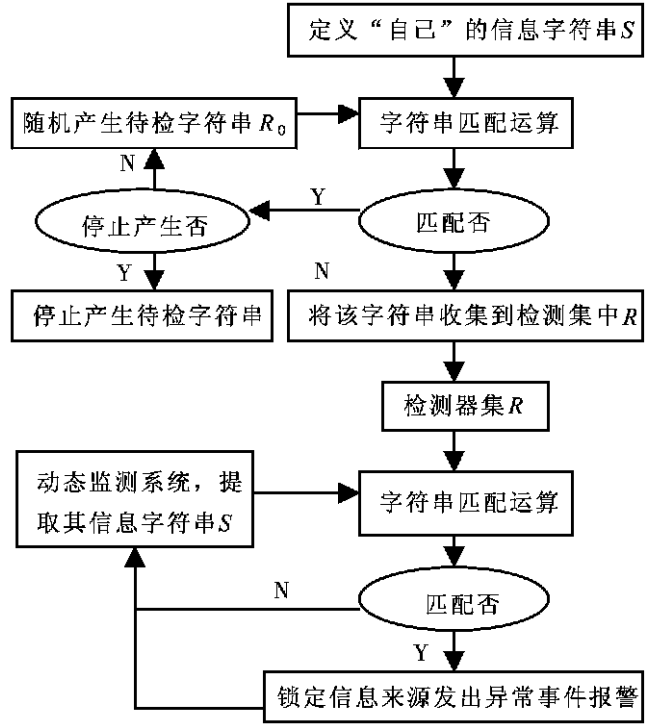 定义“自己”的信息字符串S
随机产生待检字符串R₀
字符串匹配运算
N
停止产生否
Y
匹配否
Y
N
停止产生待检字符串
将该字符串收集到检测集中R
检测器集R
动态监测系统，提
取其信息字符串S
字符串匹配运算
N
匹配否
Y
锁定信息来源发出异常事件报警